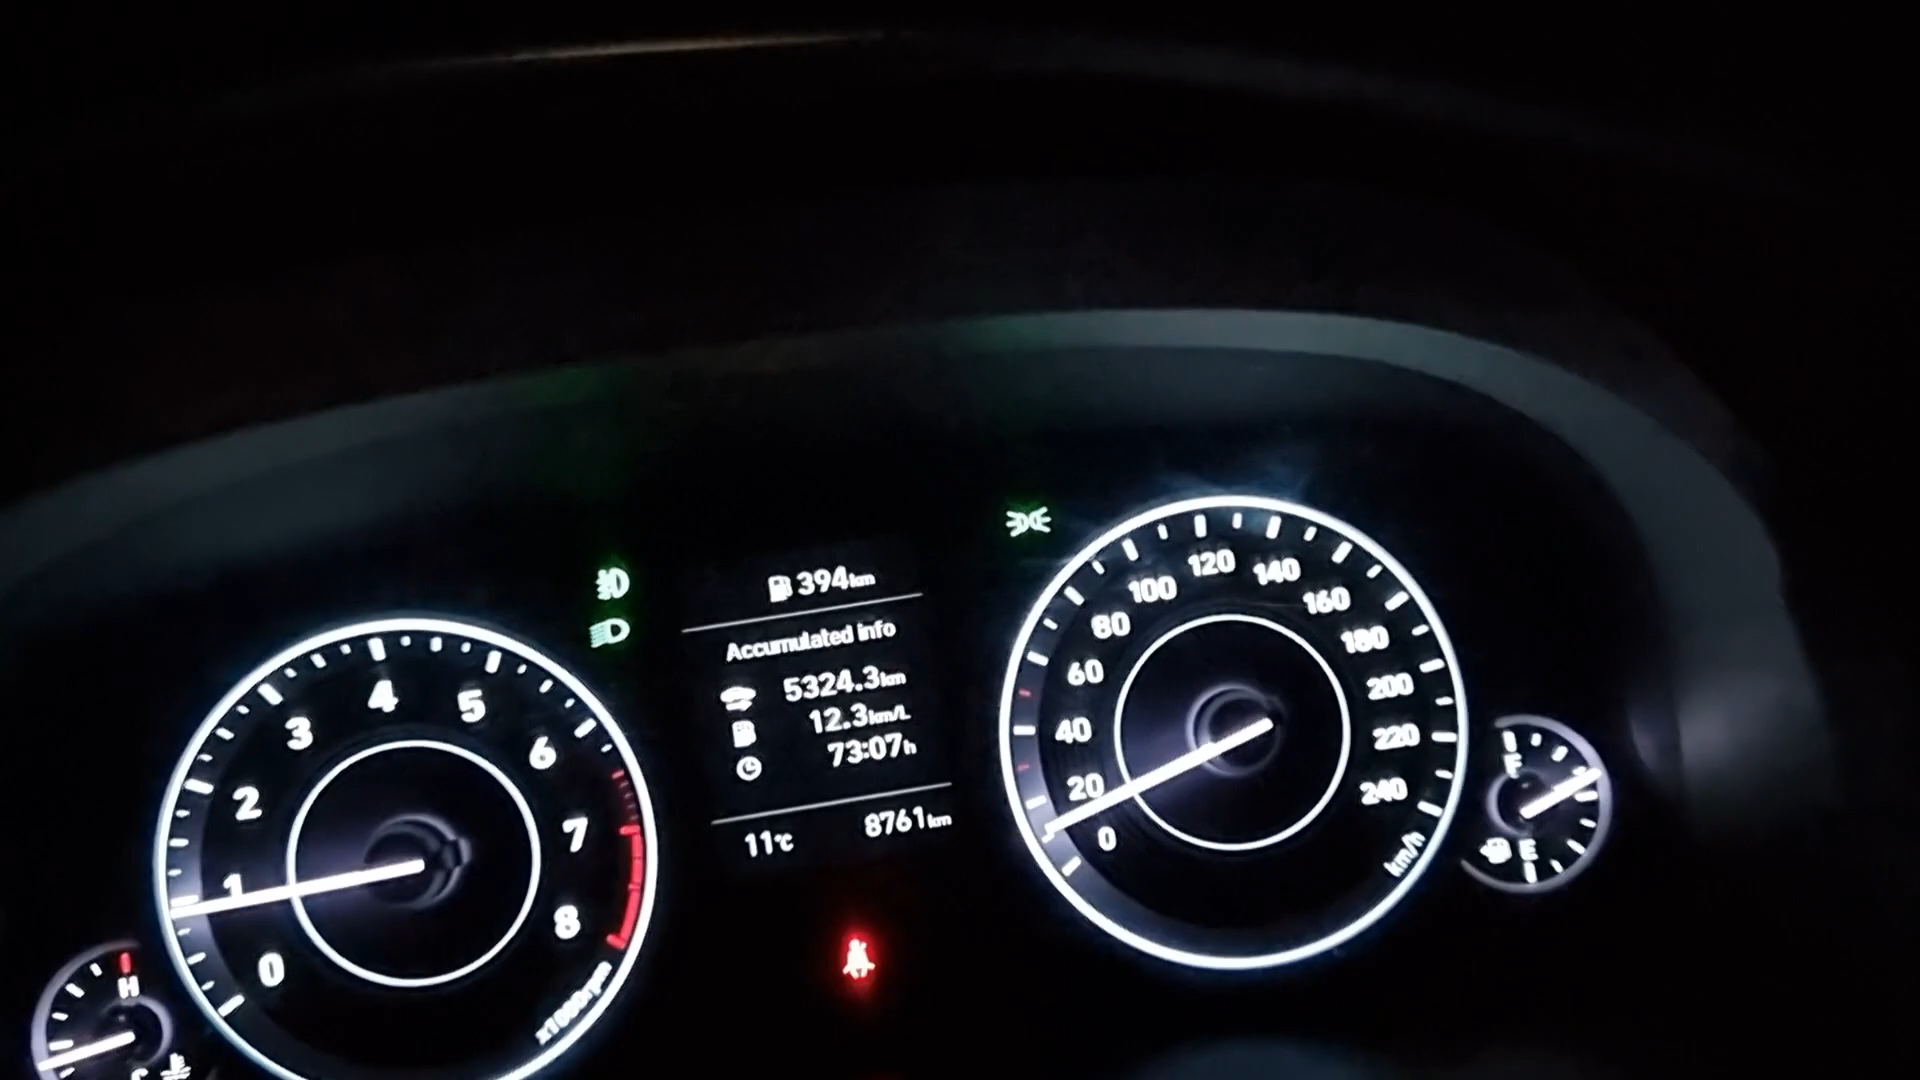 394km
Accumulated info
5324.3km
12.3km/L
73:07h
11°C
8761km
0
1
2
3
4
5
6
7
8
x1000rpm
0
20
40
60
80
100
120
140
160
180
200
220
240
km/h
H
F
E